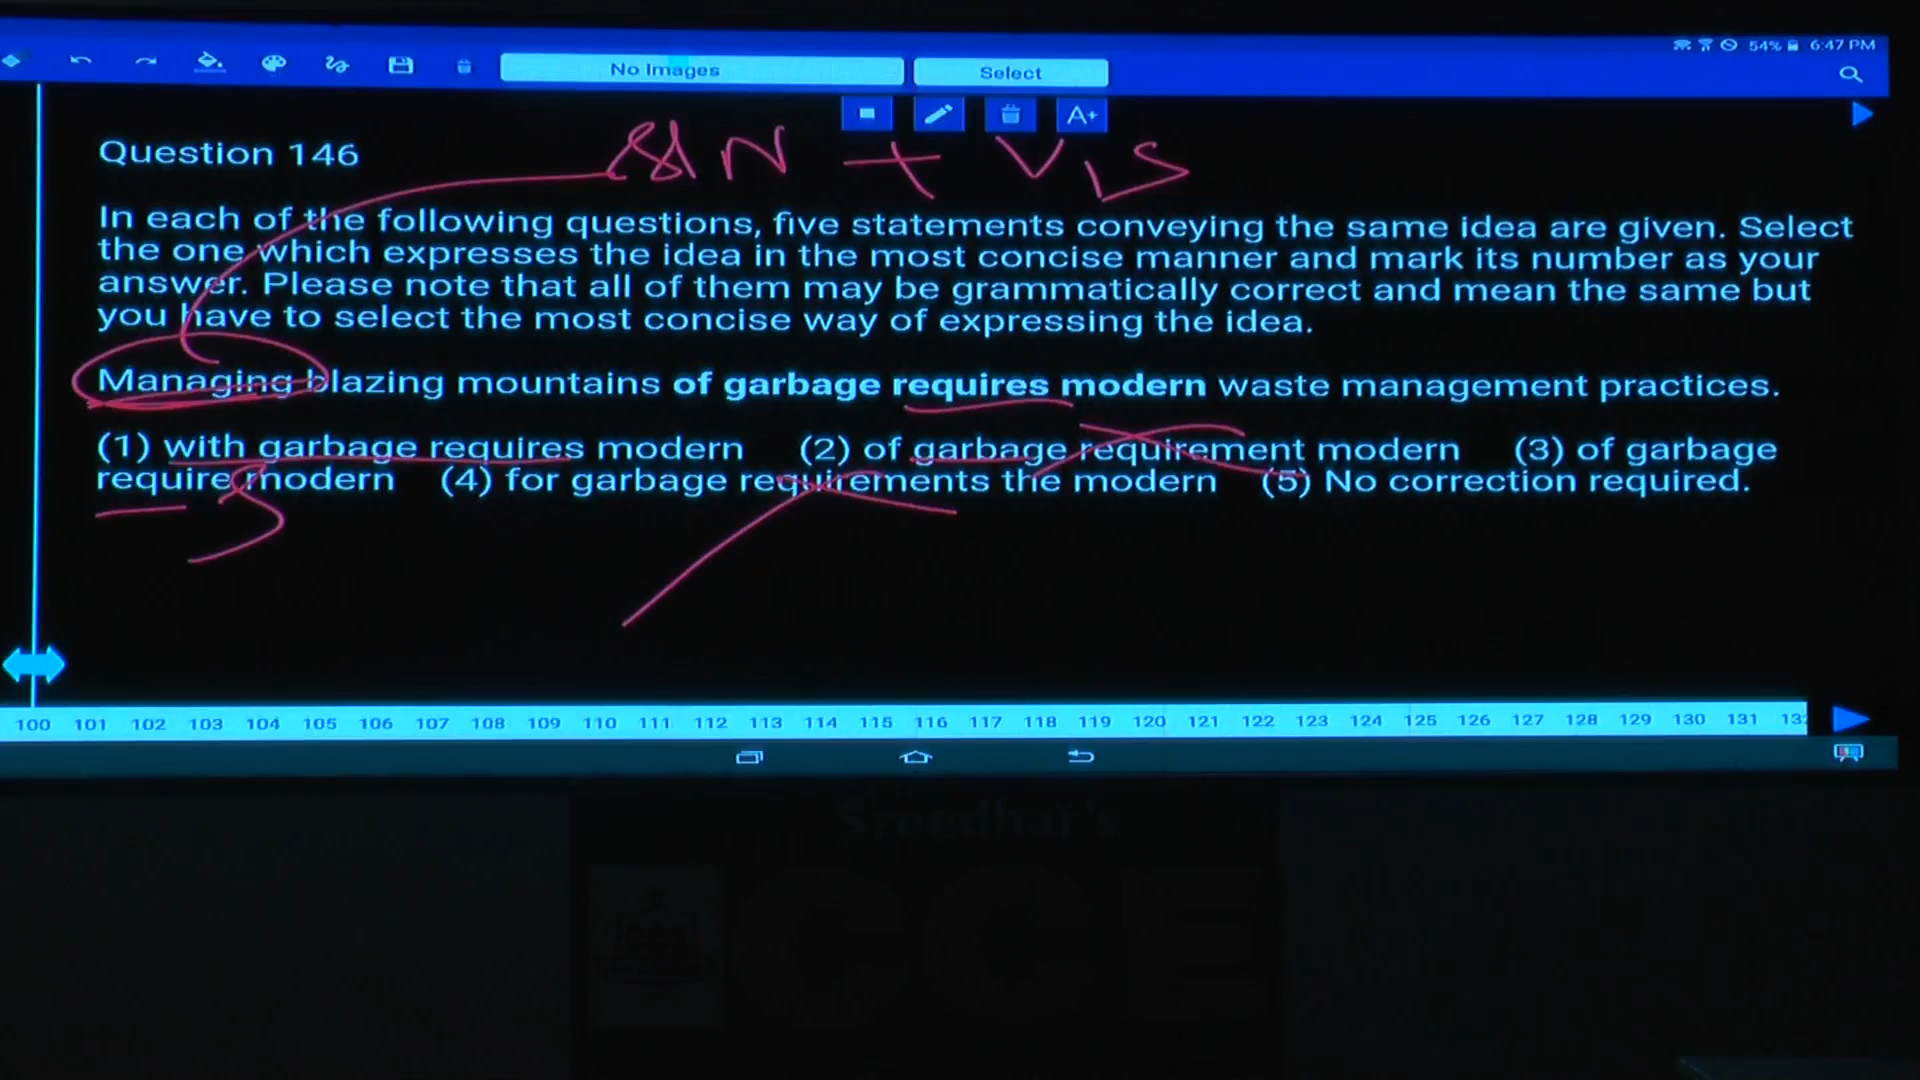 54% 6:47 PM
No Images Select
A+
Question 146
SN + V1S
In each of the following questions, five statements conveying the same idea are given. Select
the one which expresses the idea in the most concise manner and mark its number as your
answer. Please note that all of them may be grammatically correct and mean the same but
you have to select the most concise way of expressing the idea.
Managing blazing mountains of garbage requires modern waste management practices.
(1) with garbage requires modern (2) of garbage requirement modern (3) of garbage
require modern (4) for garbage requirements the modern (5) No correction required.
100 101 102 103 104 105 106 107 108 109 110 111 112 113 114 115 116 117 118 119 120 121 122 123 124 125 126 127 128 129 130 131
Sreedhar's
CCE